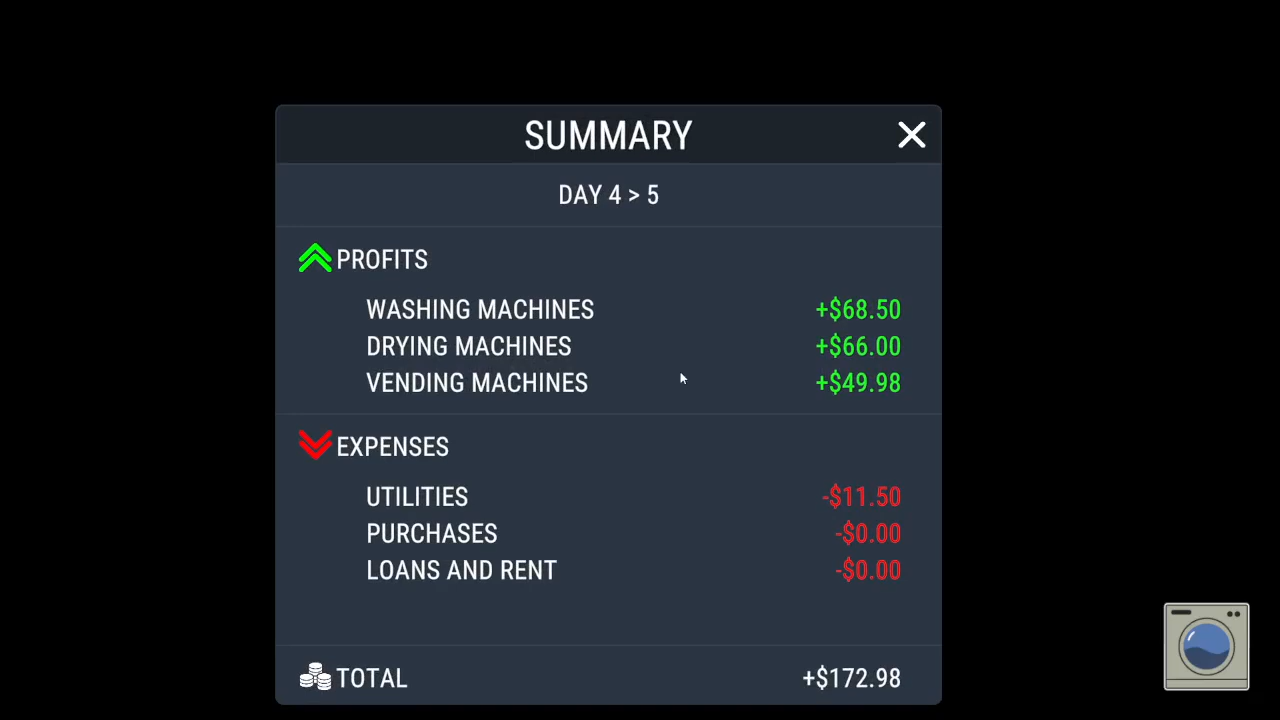 SUMMARY
DAY 4 > 5
PROFITS
WASHING MACHINES +$68.50
DRYING MACHINES +$66.00
VENDING MACHINES +$49.98
EXPENSES
UTILITIES -$11.50
PURCHASES -$0.00
LOANS AND RENT -$0.00
TOTAL +$172.98